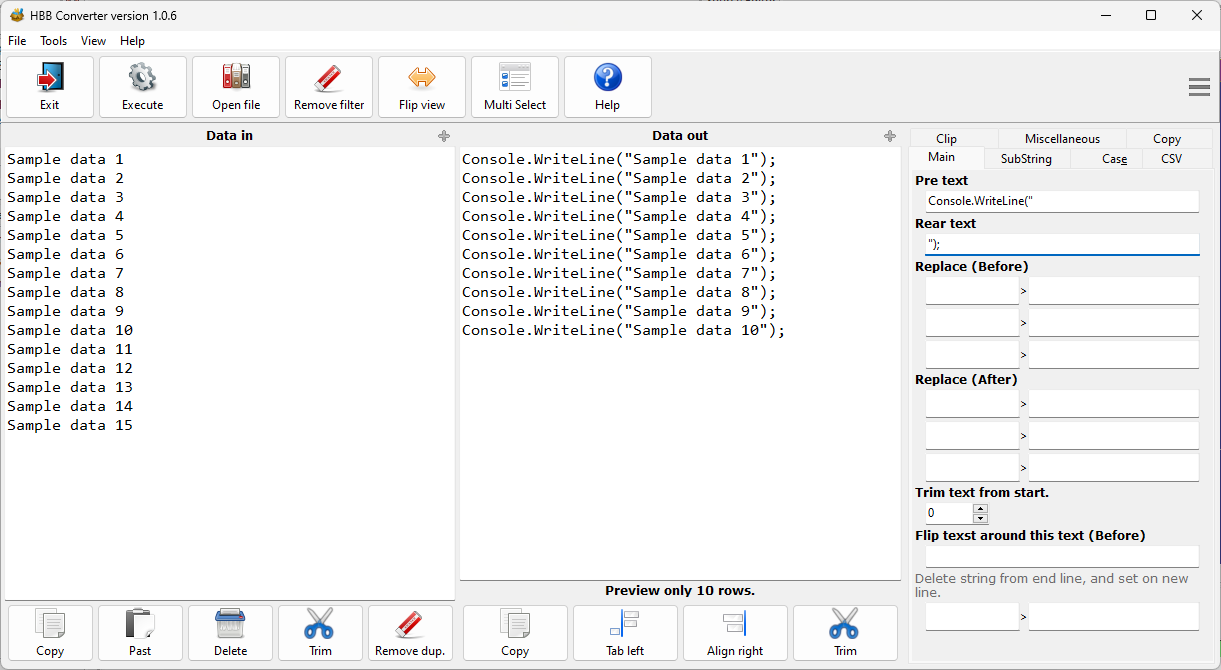 HBB Converter version 1.0.6
File Tools View Help
Exit Execute Open file Remove filter Flip view Multi Select Help
Data in
Sample data 1
Sample data 2
Sample data 3
Sample data 4
Sample data 5
Sample data 6
Sample data 7
Sample data 8
Sample data 9
Sample data 10
Sample data 11
Sample data 12
Sample data 13
Sample data 14
Sample data 15
Copy Past Delete Trim Remove dup.
Data out
Console.WriteLine("Sample data 1");
Console.WriteLine("Sample data 2");
Console.WriteLine("Sample data 3");
Console.WriteLine("Sample data 4");
Console.WriteLine("Sample data 5");
Console.WriteLine("Sample data 6");
Console.WriteLine("Sample data 7");
Console.WriteLine("Sample data 8");
Console.WriteLine("Sample data 9");
Console.WriteLine("Sample data 10");
Preview only 10 rows.
Copy Tab left Align right Trim
Clip Miscellaneous Copy
Main SubString Case CSV
Pre text
Console.WriteLine("
Rear text
");
Replace (Before)
>
>
>
Replace (After)
>
>
>
Trim text from start.
0
Flip texst around this text (Before)
Delete string from end line, and set on new
line.
>